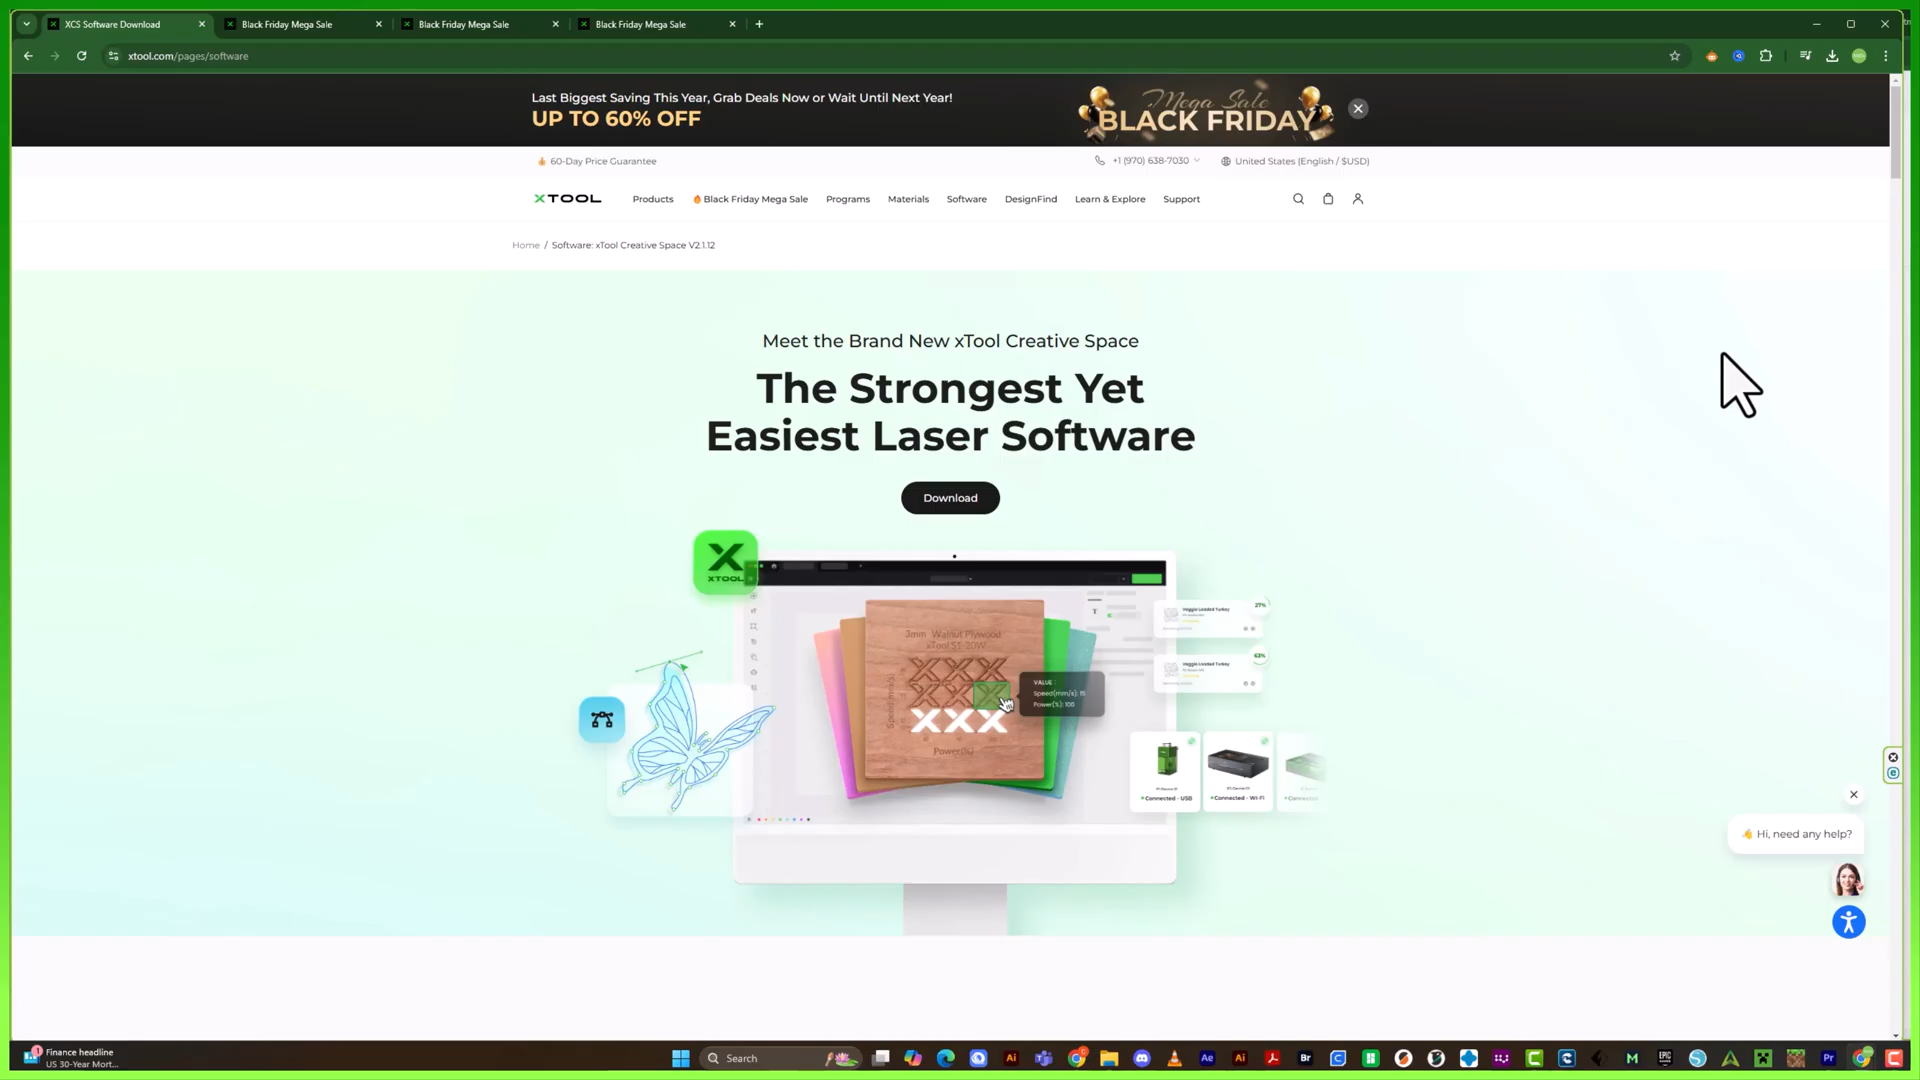 XCS Software Download
Black Friday Mega Sale
Black Friday Mega Sale
Black Friday Mega Sale
xtool.com/pages/software
Last Biggest Saving This Year, Grab Deals Now or Wait Until Next Year!
UP TO 60% OFF
Mega Sale
BLACK FRIDAY
60-Day Price Guarantee
+1 (970) 638-7030
United States (English / $USD)
XTOOL
Products
Black Friday Mega Sale
Programs
Materials
Software
DesignFind
Learn & Explore
Support
Home / Software: xTool Creative Space V2.1.12
Meet the Brand New xTool Creative Space
The Strongest Yet
Easiest Laser Software
Download
XTOOL
3mm Walnut Plywood
xTool S1-20W
XXX
XXX
XXX
Speed(mm/s)
Power(%)
VALUE :
Speed(mm/s): 15
Power(%): 100
Veggie Loaded Turkey
27%
Veggie Loaded Turkey
63%
Connected - USB
Connected - Wi-Fi
Connected
Hi, need any help?
Finance headline
US 30-Year Mort...
Search